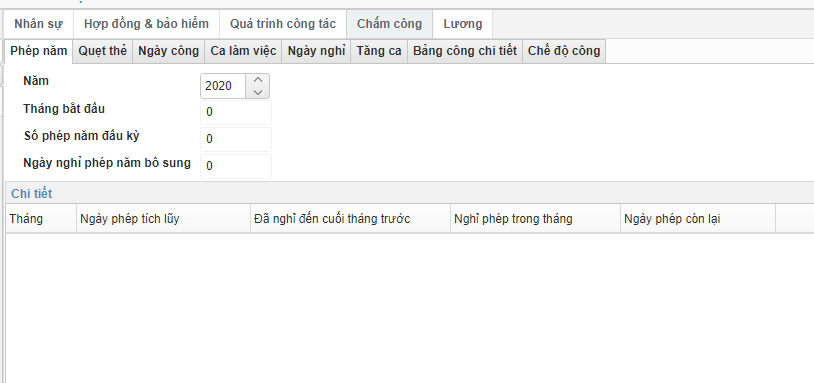 Nhân sự Hợp đồng & bảo hiểm Quá trình công tác Chấm công Lương
Phép năm Quẹt thẻ Ngày công Ca làm việc Ngày nghỉ Tăng ca Bảng công chi tiết Chế độ công
Năm 2020
Tháng bắt đầu 0
Số phép năm đầu kỳ 0
Ngày nghỉ phép năm bổ sung 0
Chi tiết
Tháng Ngày phép tích lũy Đã nghỉ đến cuối tháng trước Nghỉ phép trong tháng Ngày phép còn lại